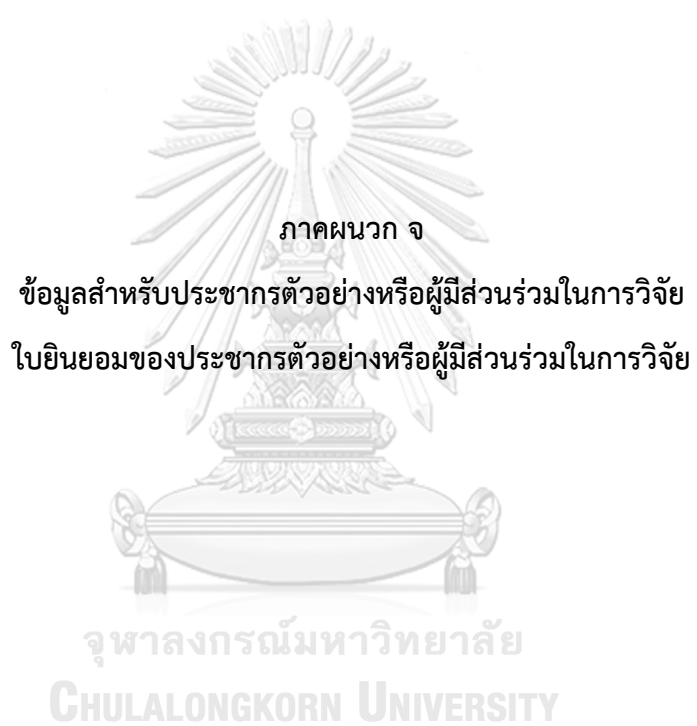 ภาคผนวก จ
ข้อมูลสำหรับประชากรตัวอย่างหรือผู้มีส่วนร่วมในการวิจัย
ใบยินยอมของประชากรตัวอย่างหรือผู้มีส่วนร่วมในการวิจัย
จุฬาลงกรณ์มหาวิทยาลัย
CHULALONGKORN UNIVERSITY